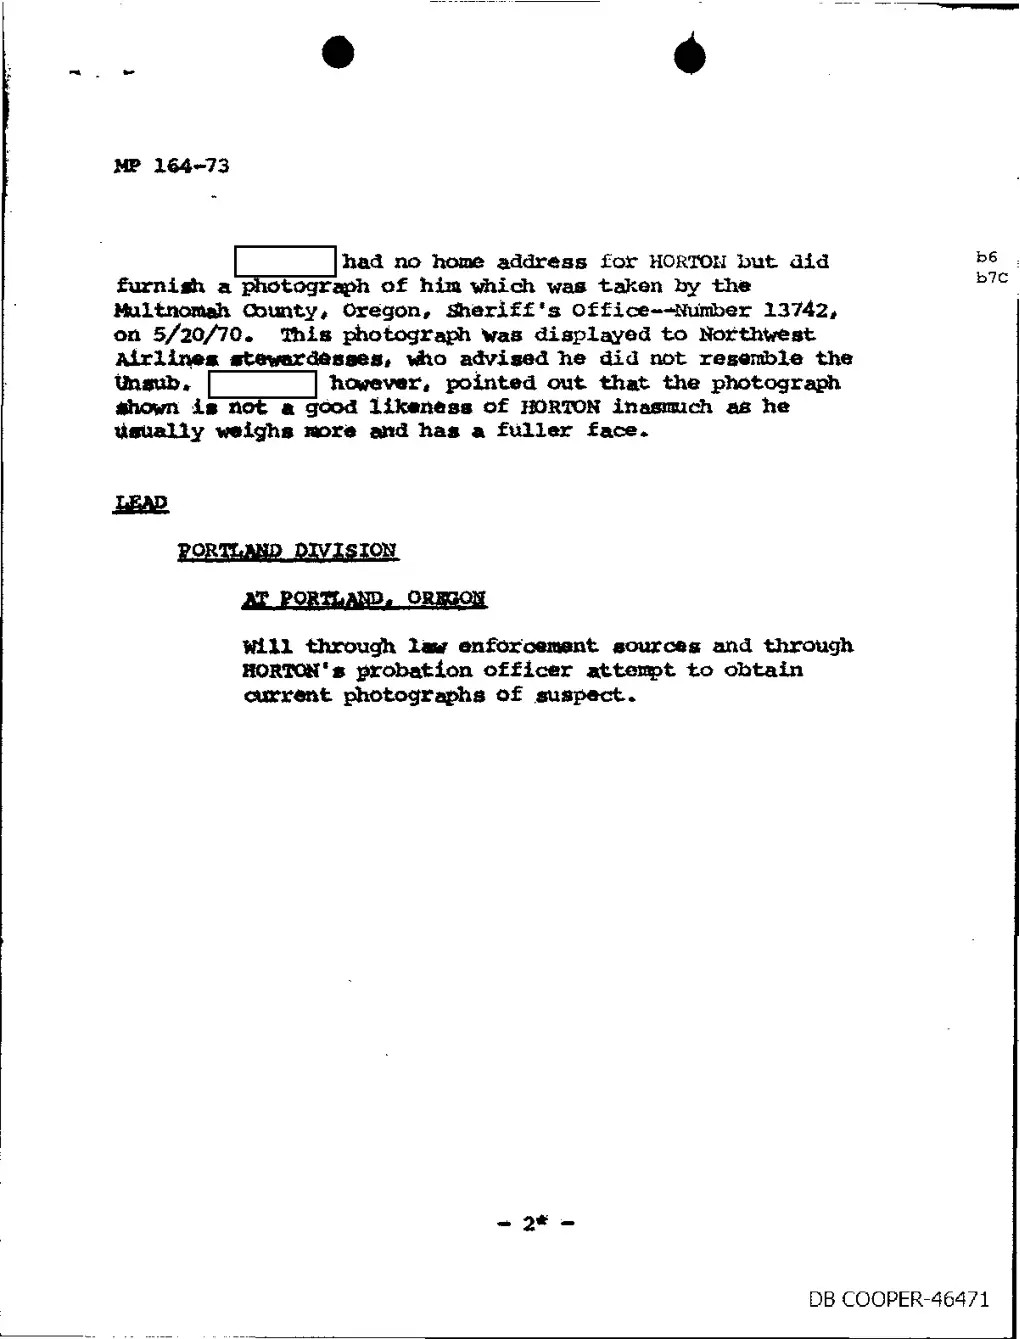 MP 164-73
had no home address for HORTON but did
b6
furnish a photograph of him which was taken by the
b7C
Multnomah County, Oregon, Sheriff's Office--Number 13742,
on 5/20/70. This photograph was displayed to Northwest
Airlines stewardesses, who advised he did not resemble the
Unsub. however, pointed out that the photograph
shown is not a good likeness of HORTON inasmuch as he
usually weighs more and has a fuller face.
LEAD
PORTLAND DIVISION
AT PORTLAND, OREGON
Will through law enforcement sources and through
HORTON's probation officer attempt to obtain
current photographs of suspect.
- 2* -
DB COOPER-46471